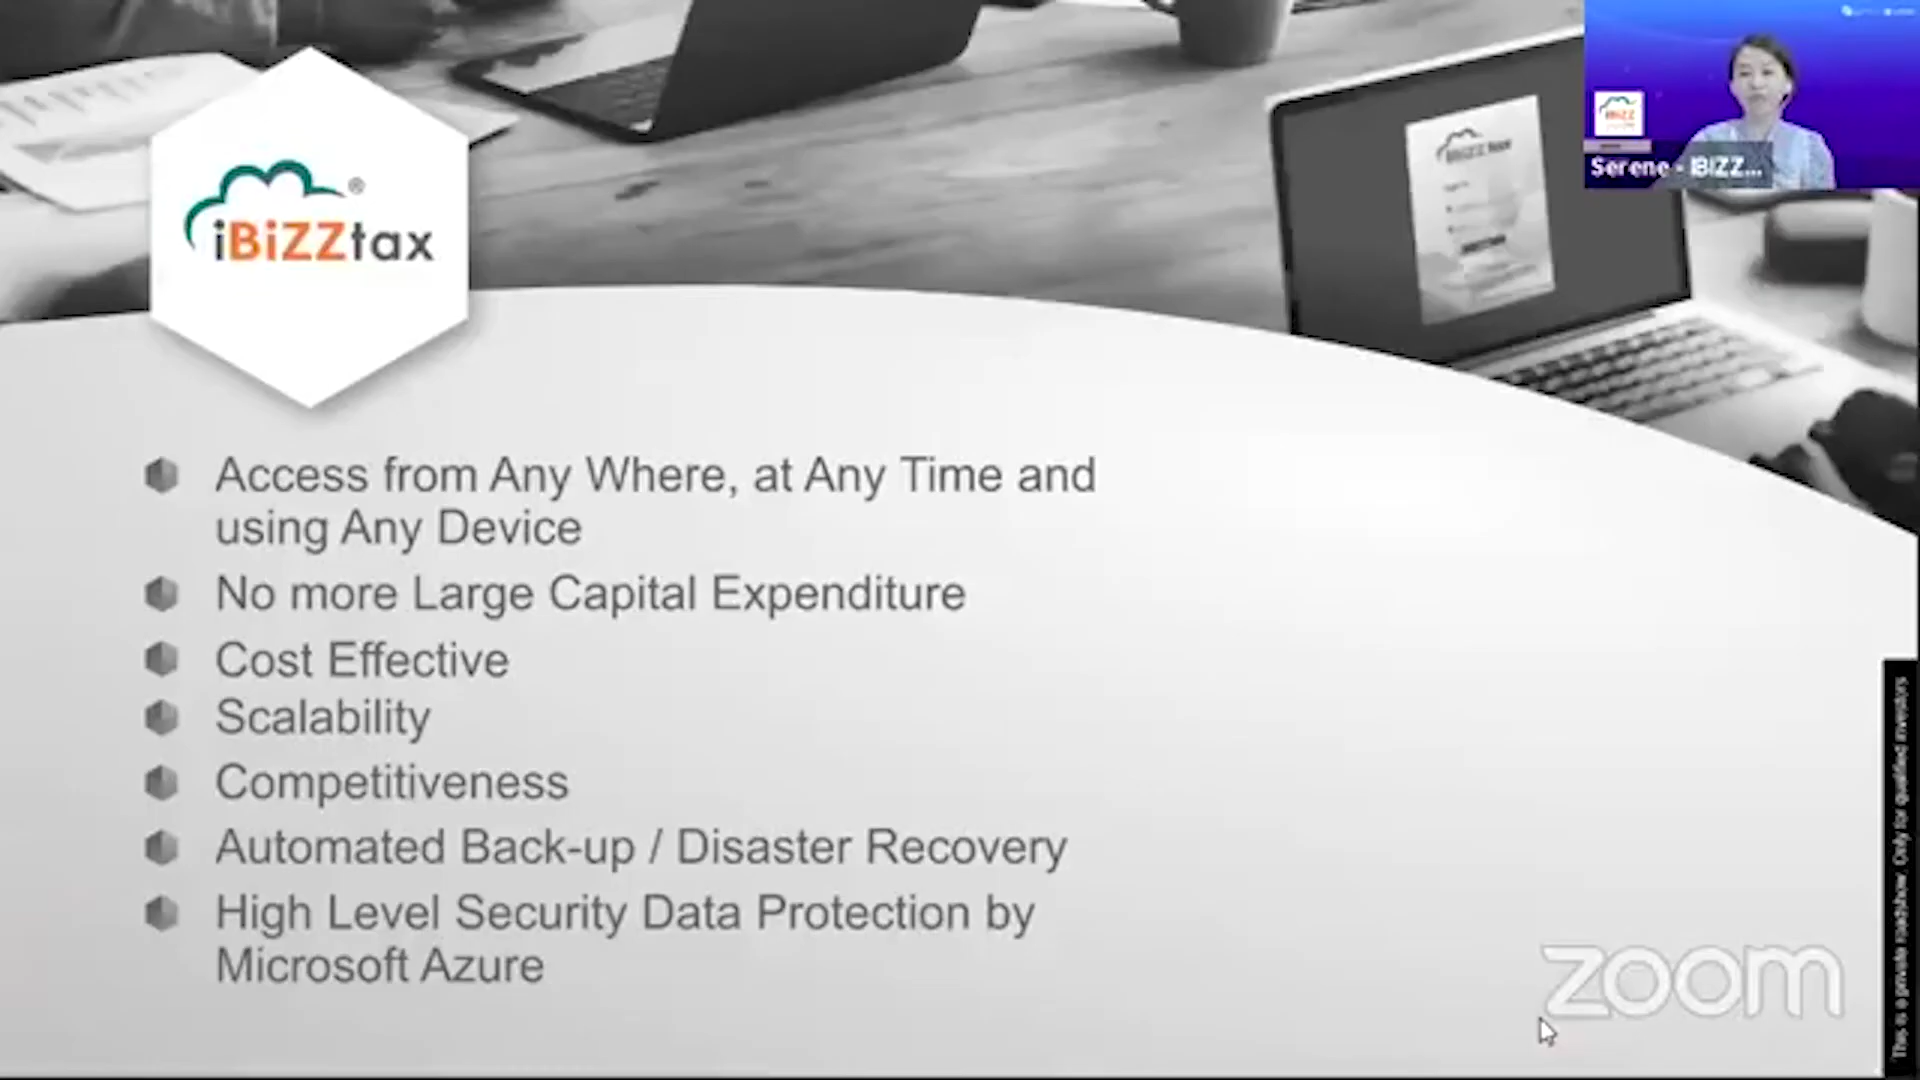 iBiZZtax®
iBiZZ
Serene - IBIZZ...
Access from Any Where, at Any Time and
using Any Device
No more Large Capital Expenditure
Cost Effective
Scalability
Competitiveness
Automated Back-up / Disaster Recovery
High Level Security Data Protection by
Microsoft Azure
zoom
This is a private roadshow. Only for qualified investors